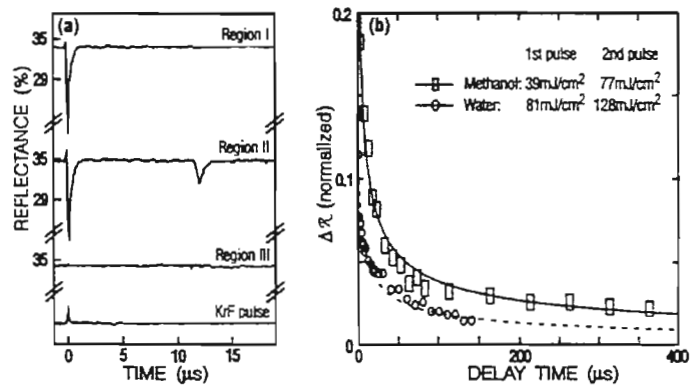 (a)
Region I
35
29
Region II
35
29
Region III
35
KrF pulse
REFLECTANCE (%)
0
5
10
15
TIME (μs)
(b)
1st pulse 2nd pulse
Methanol: 39mJ/cm² 77mJ/cm²
Water: 81mJ/cm² 128mJ/cm²
0.2
0.1
0
ΔR (normalized)
0
200
400
DELAY TIME (μs)